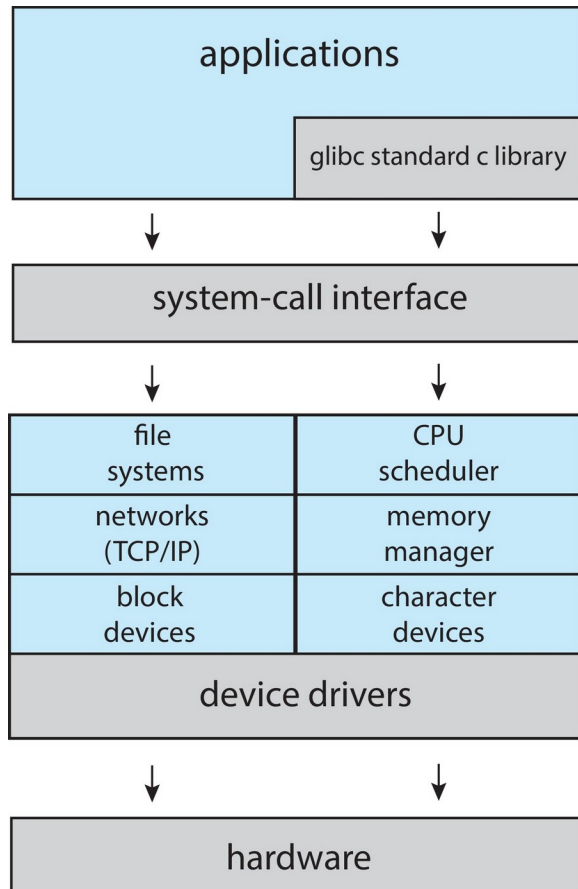 applications
glibc standard c library
system-call interface
file
systems
CPU
scheduler
networks
(TCP/IP)
memory
manager
block
devices
character
devices
device drivers
hardware